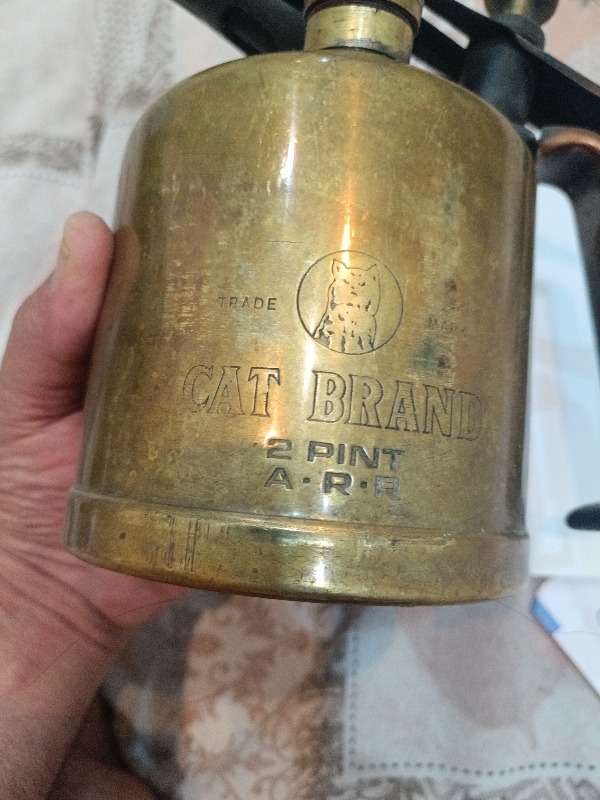 TRADE MARK
CAT BRAND
2 PINT
A·R·R